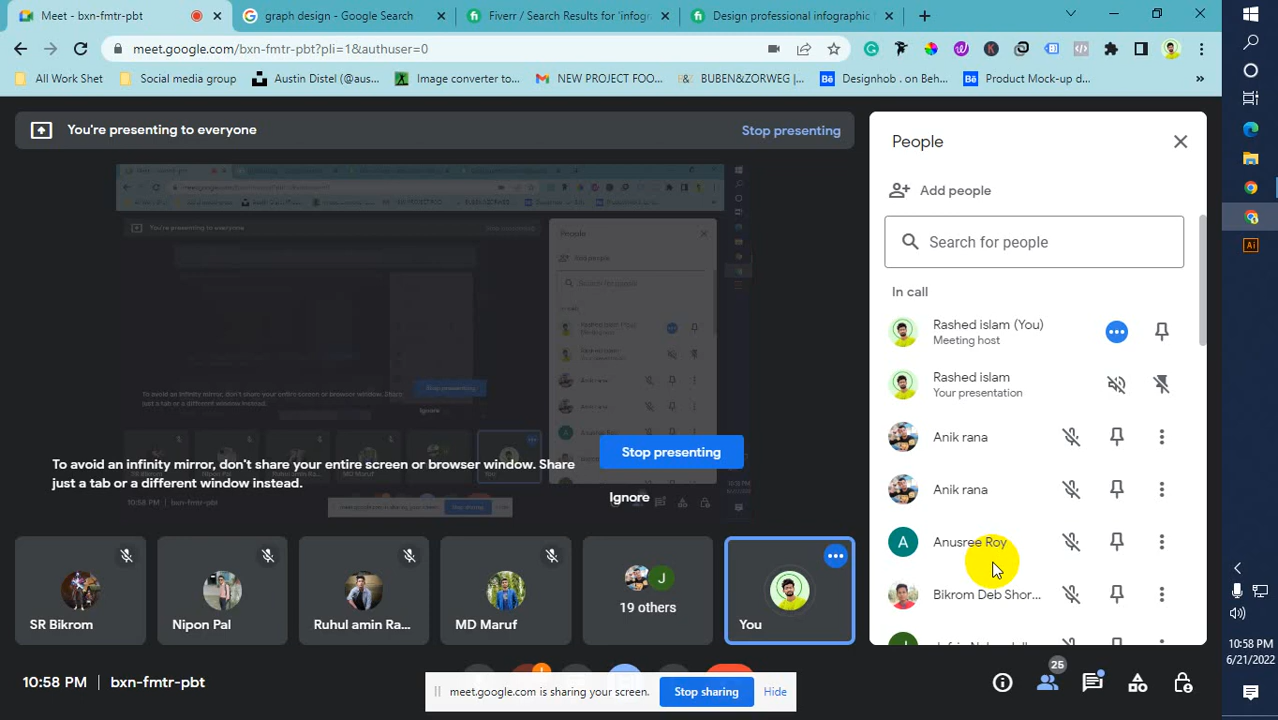 Meet - bxn-fmtr-pbt
graph design - Google Search
Fiverr / Search Results for 'infogr
Design professional infographic
meet.google.com/bxn-fmtr-pbt?pli=1&authuser=0
All Work Shet
Social media group
Austin Distel (@aus...
Image converter to...
NEW PROJECT FOO...
BUBEN&ZORWEG |...
Designhob . on Beh...
Product Mock-up d...
You're presenting to everyone
Stop presenting
To avoid an infinity mirror, don't share your entire screen or browser window. Share
just a tab or a different window instead.
Stop presenting
Ignore
SR Bikrom
Nipon Pal
Ruhul amin Ra...
MD Maruf
19 others
You
People
Add people
Search for people
In call
Rashed islam (You)
Meeting host
Rashed islam
Your presentation
Anik rana
Anik rana
Anusree Roy
Bikrom Deb Shor...
10:58 PM
bxn-fmtr-pbt
meet.google.com is sharing your screen.
Stop sharing
Hide
25
10:58 PM
6/21/2022